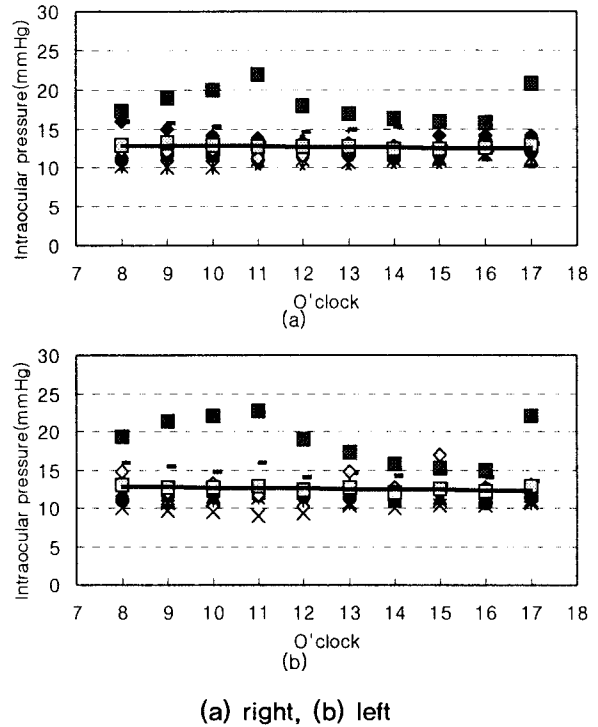 30
25
20
15
10
5
0
Intraocular pressure(mmHg)
7 8 9 10 11 12 13 14 15 16 17 18
O'clock
(a)
30
25
20
15
10
5
0
Intraocular pressure(mmHg)
7 8 9 10 11 12 13 14 15 16 17 18
O'clock
(b)
(a) right, (b) left